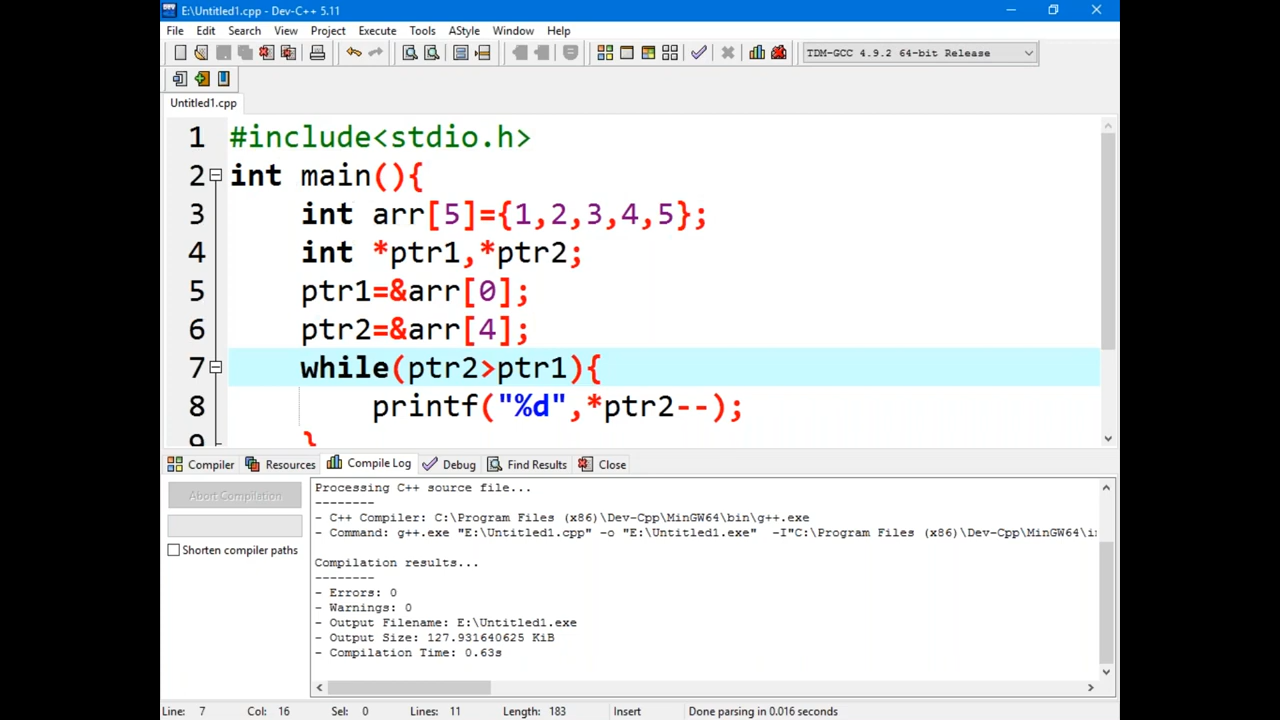 E:\Untitled1.cpp - Dev-C++ 5.11
File Edit Search View Project Execute Tools AStyle Window Help
TDM-GCC 4.9.2 64-bit Release
Untitled1.cpp
1 #include<stdio.h>
2 int main(){
3 int arr[5]={1,2,3,4,5};
4 int *ptr1,*ptr2;
5 ptr1=&arr[0];
6 ptr2=&arr[4];
7 while(ptr2>ptr1){
8 printf("%d",*ptr2--);
9 }
Compiler Resources Compile Log Debug Find Results Close
Abort Compilation
Shorten compiler paths
Processing C++ source file...
--------
- C++ Compiler: C:\Program Files (x86)\Dev-Cpp\MinGW64\bin\g++.exe
- Command: g++.exe "E:\Untitled1.cpp" -o "E:\Untitled1.exe" -I"C:\Program Files (x86)\Dev-Cpp\MinGW64\i
Compilation results...
--------
- Errors: 0
- Warnings: 0
- Output Filename: E:\Untitled1.exe
- Output Size: 127.931640625 KiB
- Compilation Time: 0.63s
Line: 7 Col: 16 Sel: 0 Lines: 11 Length: 183 Insert Done parsing in 0.016 seconds